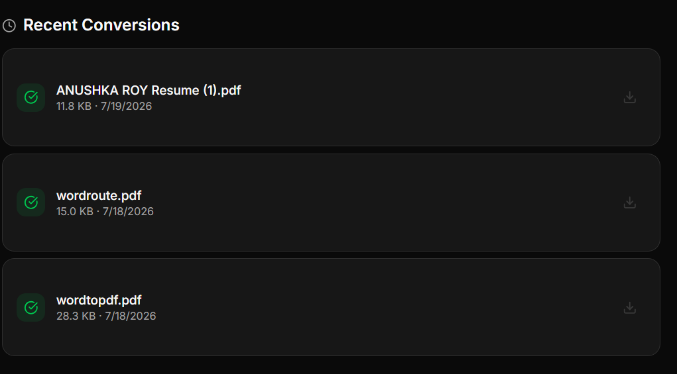 Recent Conversions
ANUSHKA ROY Resume (1).pdf
11.8 KB · 7/19/2026
wordroute.pdf
15.0 KB · 7/18/2026
wordtopdf.pdf
28.3 KB · 7/18/2026